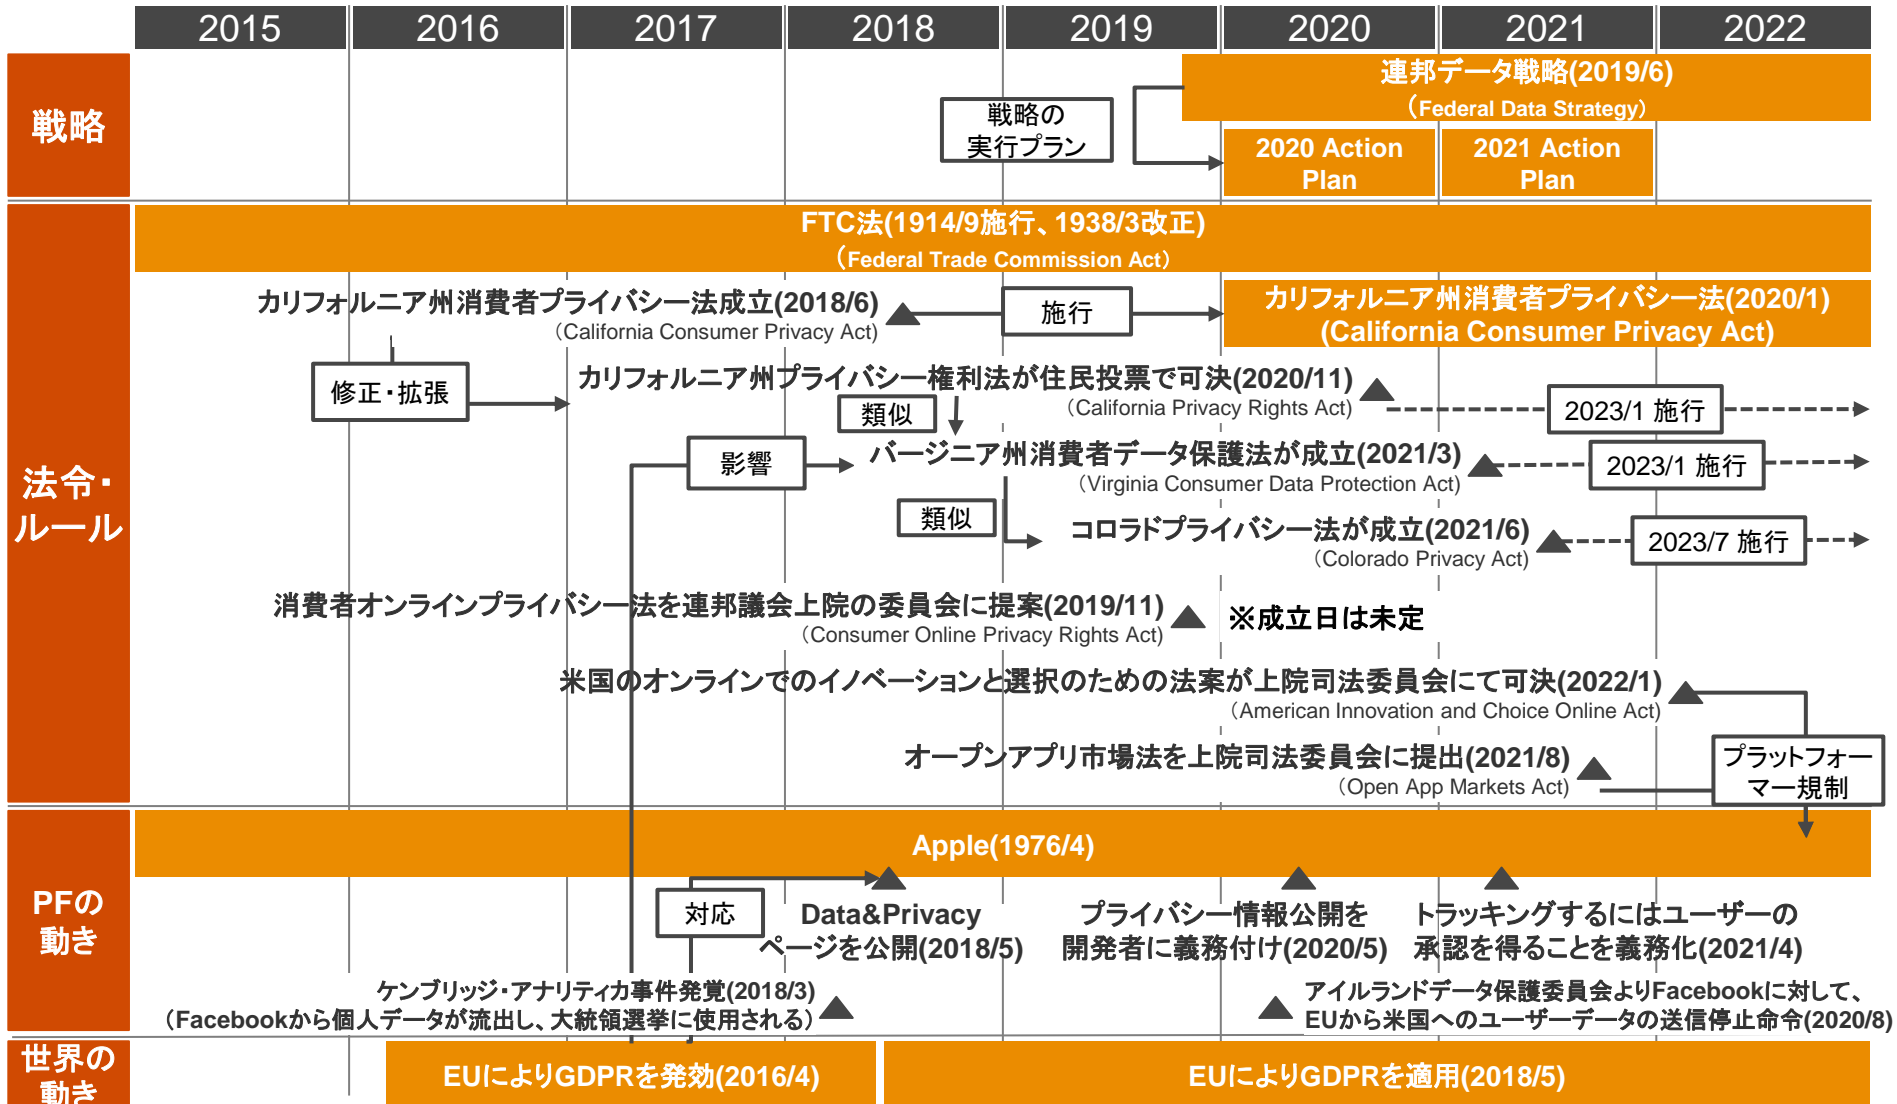 2015 2016 2017 2018 2019 2020 2021 2022
戦略
連邦データ戦略(2019/6)
（Federal Data Strategy）
戦略の
実行プラン
2020 Action
Plan
2021 Action
Plan
法令・
ルール
FTC法(1914/9施行、1938/3改正)
（Federal Trade Commission Act）
カリフォルニア州消費者プライバシー法成立(2018/6)
（California Consumer Privacy Act）
施行
カリフォルニア州消費者プライバシー法(2020/1)
(California Consumer Privacy Act)
修正・拡張
カリフォルニア州プライバシー権利法が住民投票で可決(2020/11)
（California Privacy Rights Act）
2023/1 施行
類似
影響
バージニア州消費者データ保護法が成立(2021/3)
（Virginia Consumer Data Protection Act）
2023/1 施行
類似
コロラドプライバシー法が成立(2021/6)
（Colorado Privacy Act）
2023/7 施行
消費者オンラインプライバシー法を連邦議会上院の委員会に提案(2019/11)
（Consumer Online Privacy Rights Act）
※成立日は未定
米国のオンラインでのイノベーションと選択のための法案が上院司法委員会にて可決(2022/1)
（American Innovation and Choice Online Act）
オープンアプリ市場法を上院司法委員会に提出(2021/8)
（Open App Markets Act）
プラットフォー
マー規制
PFの
動き
Apple(1976/4)
対応
Data&Privacy
ページを公開(2018/5)
プライバシー情報公開を
開発者に義務付け(2020/5)
トラッキングするにはユーザーの
承認を得ることを義務化(2021/4)
ケンブリッジ・アナリティカ事件発覚(2018/3)
（Facebookから個人データが流出し、大統領選挙に使用される）
アイルランドデータ保護委員会よりFacebookに対して、
EUから米国へのユーザーデータの送信停止命令(2020/8)
世界の
動き
EUによりGDPRを発効(2016/4)
EUによりGDPRを適用(2018/5)